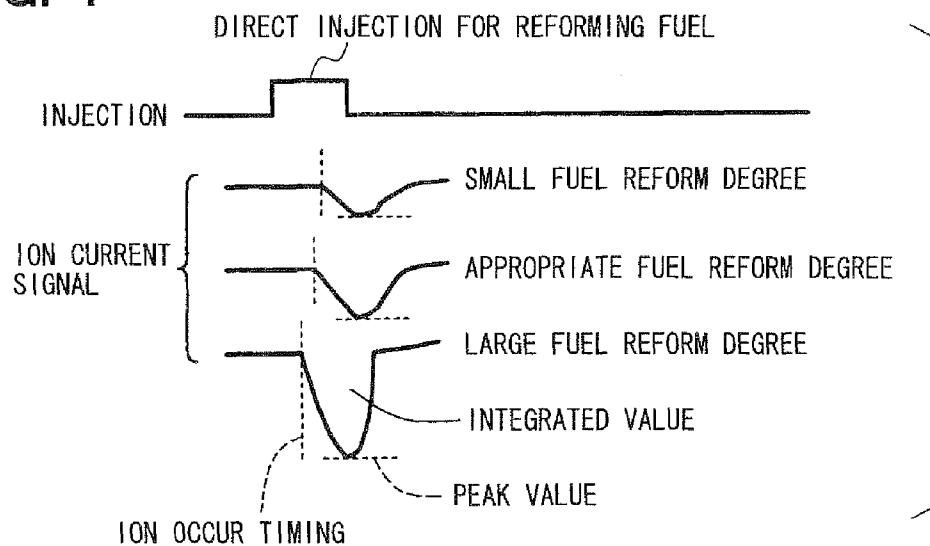 DIRECT INJECTION FOR REFORMING FUEL
INJECTION
SMALL FUEL REFORM DEGREE
ION CURRENT
SIGNAL
APPROPRIATE FUEL REFORM DEGREE
LARGE FUEL REFORM DEGREE
INTEGRATED VALUE
PEAK VALUE
ION OCCUR TIMING